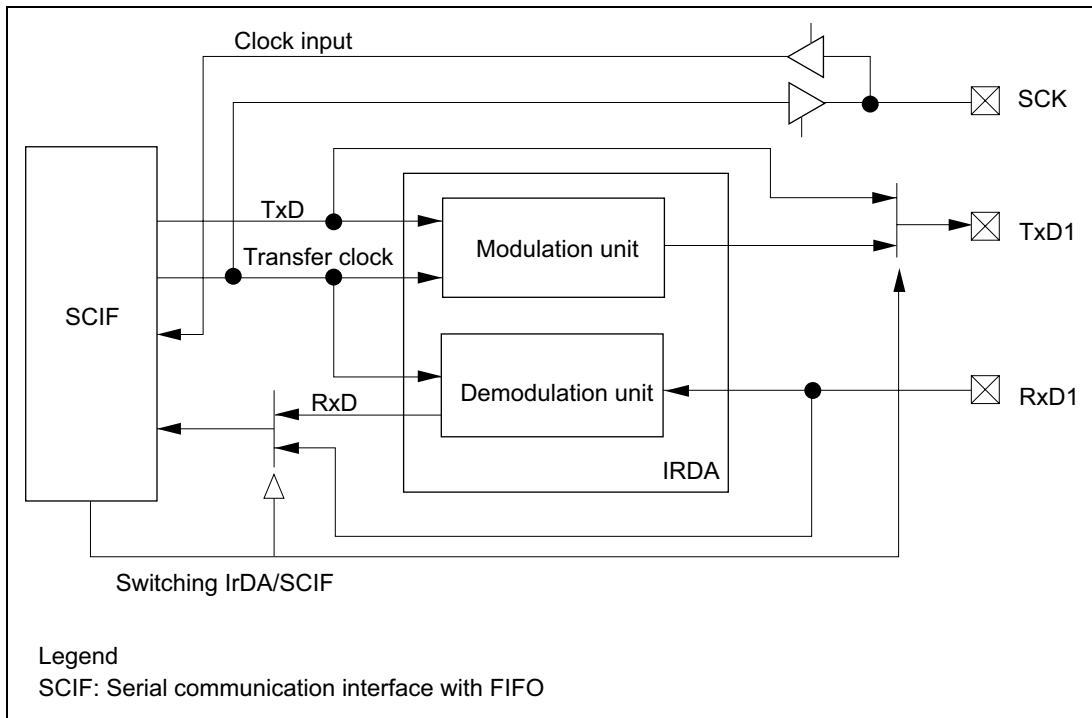 Clock input
SCK
TxD
TxD1
Transfer clock
Modulation unit
SCIF
Demodulation unit
RxD
RxD1
IRDA
Switching IrDA/SCIF
Legend
SCIF: Serial communication interface with FIFO